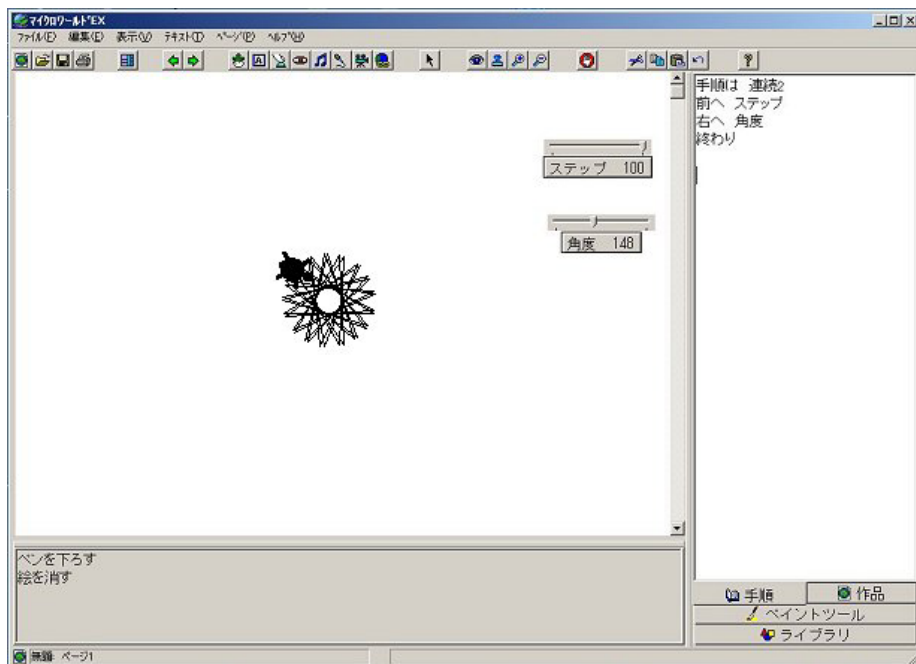 マイクロワールドEX
ファイル(F) 編集(E) 表示(V) テキスト(T) ページ(P) ヘルプ(H)
手順は 連続2
前へ ステップ
右へ 角度
終わり
ステップ 100
角度 148
ペンを下ろす
絵を消す
手順 作品
ペイントツール
ライブラリ
無題: ページ1